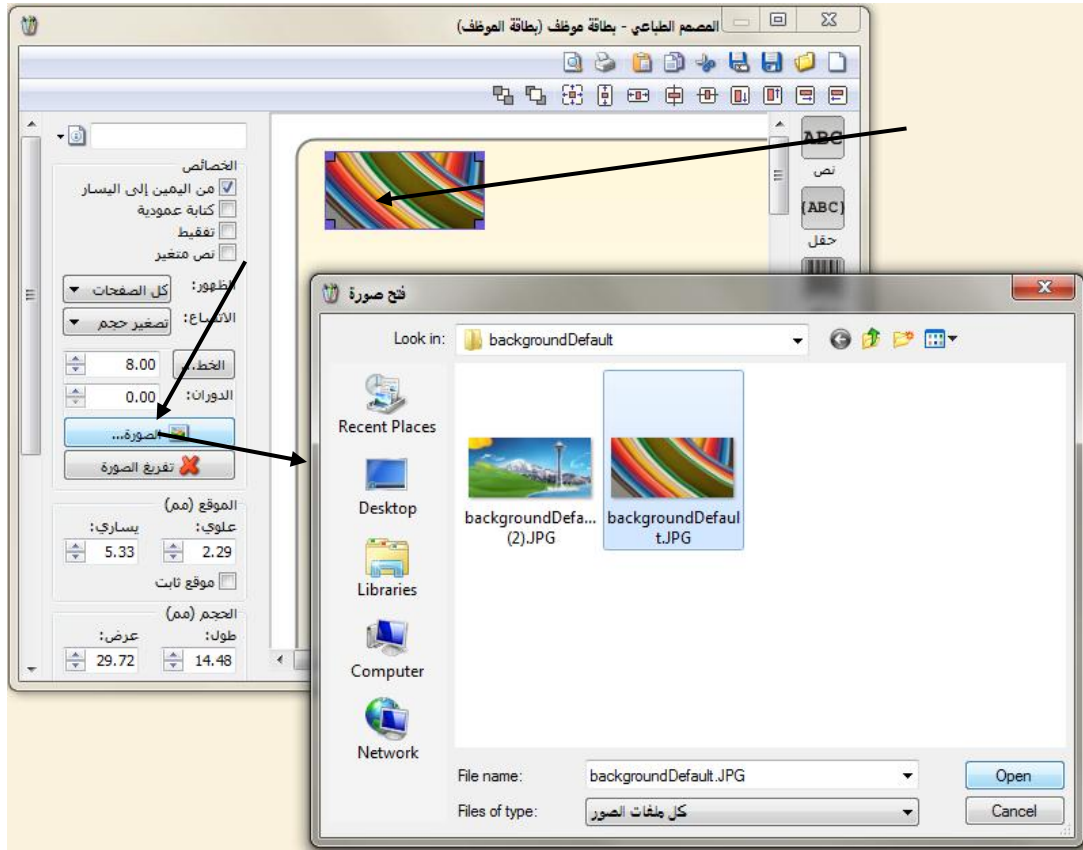 المصمم الطباعي - بطاقة موظف (بطاقة الموظف)
ABC
نص
{ABC}
حقل
الخصائص
من اليمين إلى اليسار
كتابة عمودية
تفقيط
نص متغير
الظهور: كل الصفحات
الاتساع: تصغير حجم
الخط... 8.00
الدوران: 0.00
الصورة...
تفريغ الصورة
الموقع (مم)
علوي: يساري:
2.29 5.33
موقع ثابت
الحجم (مم)
طول: عرض:
14.48 29.72
فتح صورة
Look in: backgroundDefault
Recent Places
Desktop
Libraries
Computer
Network
backgroundDefa...
(2).JPG
backgroundDefaul
t.JPG
File name: backgroundDefault.JPG
Open
Files of type: كل ملفات الصور
Cancel